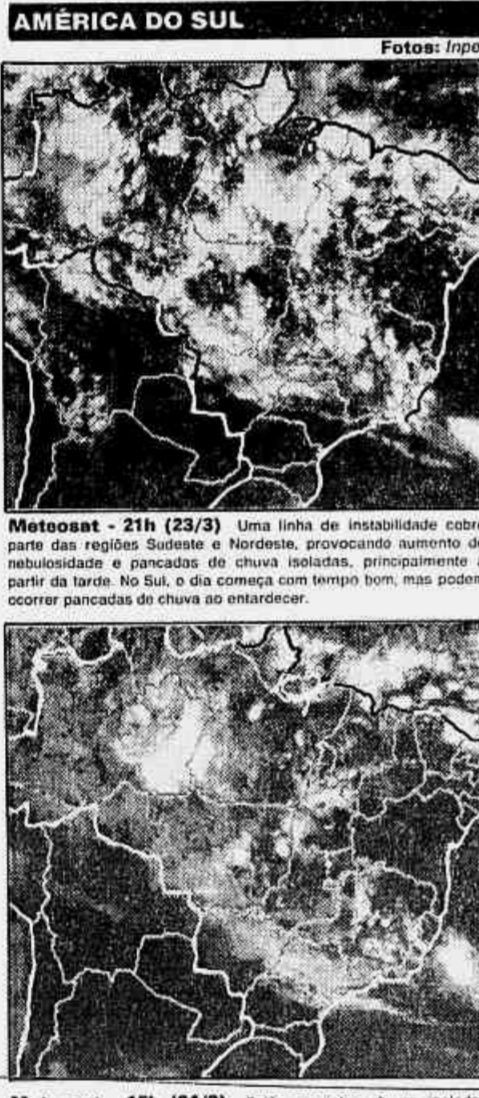 AMÉRICA DO SUL
Fotos: Inpe
Meteosat - 21h (23/3) Uma linha de instabilidade cobre
parte das regiões Sudeste e Nordeste, provocando aumento de
nebulosidade e pancadas de chuva isoladas, principalmente a
partir da tarde. No Sul, o dia começa com tempo bom, mas podem
ocorrer pancadas de chuva ao entardecer.